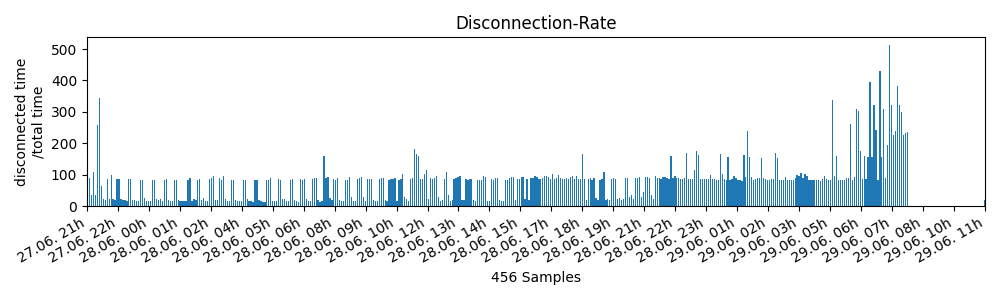 Disconnection-Rate
disconnected time
/total time
500
400
300
200
100
0
27.06. 21h
27.06. 22h
28.06. 00h
28.06. 01h
28.06. 02h
28.06. 04h
28.06. 05h
28.06. 06h
28.06. 08h
28.06. 09h
28.06. 10h
28.06. 12h
28.06. 13h
28.06. 14h
28.06. 15h
28.06. 17h
28.06. 18h
28.06. 19h
28.06. 21h
28.06. 22h
28.06. 23h
29.06. 01h
29.06. 02h
29.06. 03h
29.06. 05h
29.06. 06h
29.06. 07h
29.06. 08h
29.06. 10h
29.06. 11h
456 Samples